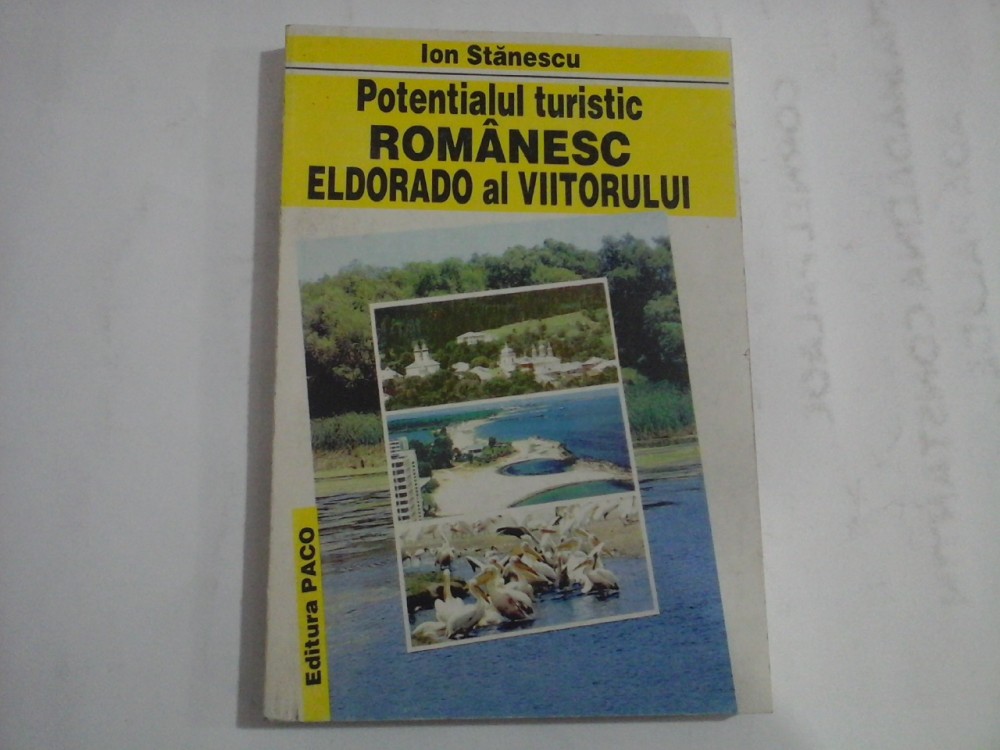 Ion Stănescu
Potentialul turistic
ROMÂNESC
ELDORADO al VIITORULUI
Editura PACO